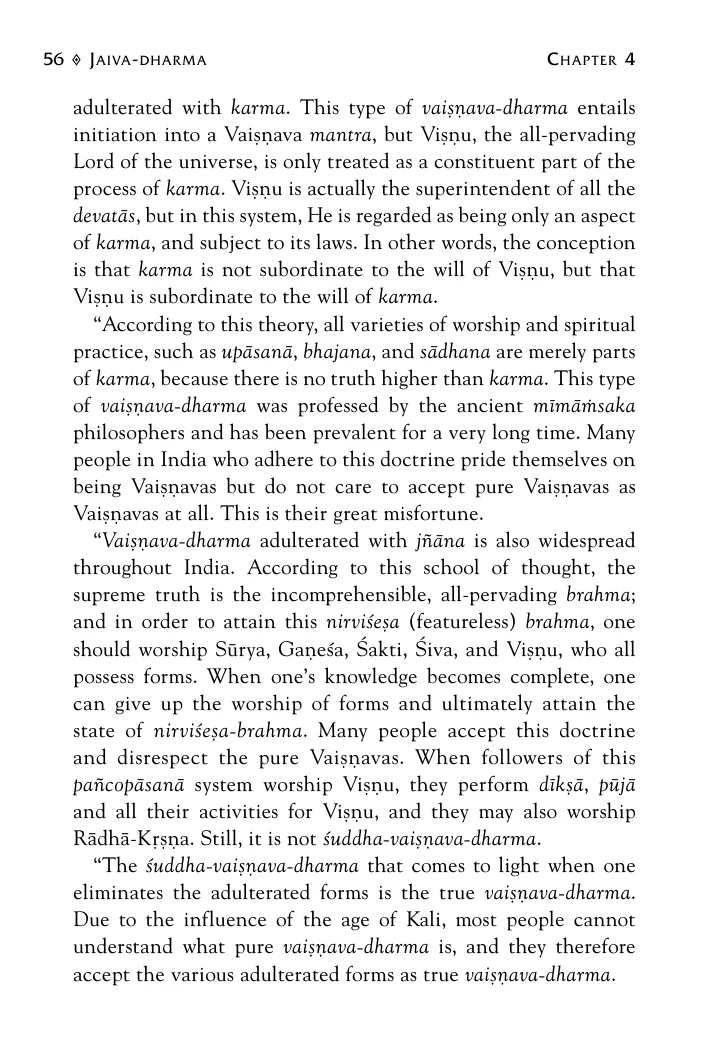 56 ⟡ Jaiva-dharma Chapter 4
adulterated with karma. This type of vaiṣṇava-dharma entails
initiation into a Vaiṣṇava mantra, but Viṣṇu, the all-pervading
Lord of the universe, is only treated as a constituent part of the
process of karma. Viṣṇu is actually the superintendent of all the
devatās, but in this system, He is regarded as being only an aspect
of karma, and subject to its laws. In other words, the conception
is that karma is not subordinate to the will of Viṣṇu, but that
Viṣṇu is subordinate to the will of karma.
“According to this theory, all varieties of worship and spiritual
practice, such as upāsanā, bhajana, and sādhana are merely parts
of karma, because there is no truth higher than karma. This type
of vaiṣṇava-dharma was professed by the ancient mīmāṁsaka
philosophers and has been prevalent for a very long time. Many
people in India who adhere to this doctrine pride themselves on
being Vaiṣṇavas but do not care to accept pure Vaiṣṇavas as
Vaiṣṇavas at all. This is their great misfortune.
“Vaiṣṇava-dharma adulterated with jñāna is also widespread
throughout India. According to this school of thought, the
supreme truth is the incomprehensible, all-pervading brahma;
and in order to attain this nirviśeṣa (featureless) brahma, one
should worship Sūrya, Gaṇeśa, Śakti, Śiva, and Viṣṇu, who all
possess forms. When one’s knowledge becomes complete, one
can give up the worship of forms and ultimately attain the
state of nirviśeṣa-brahma. Many people accept this doctrine
and disrespect the pure Vaiṣṇavas. When followers of this
pañcopāsanā system worship Viṣṇu, they perform dīkṣā, pūjā
and all their activities for Viṣṇu, and they may also worship
Rādhā-Kṛṣṇa. Still, it is not śuddha-vaiṣṇava-dharma.
“The śuddha-vaiṣṇava-dharma that comes to light when one
eliminates the adulterated forms is the true vaiṣṇava-dharma.
Due to the influence of the age of Kali, most people cannot
understand what pure vaiṣṇava-dharma is, and they therefore
accept the various adulterated forms as true vaiṣṇava-dharma.